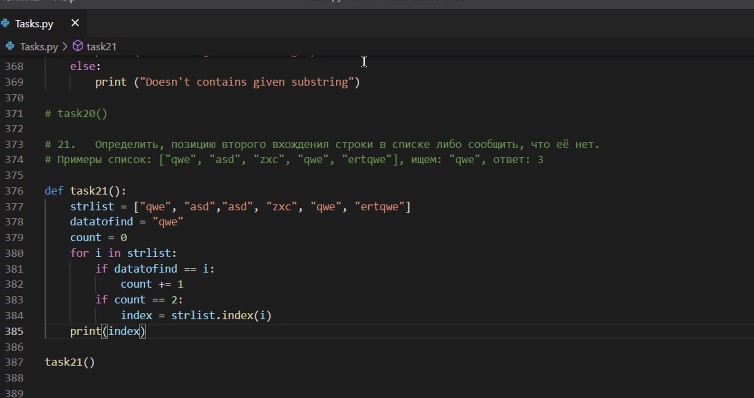 Tasks.py
Tasks.py > task21
368 else:
369 print ("Doesn't contains given substring")
370
371 # task20()
372
373 # 21. Определить, позицию второго вхождения строки в списке либо сообщить, что её нет.
374 # Примеры список: ["qwe", "asd", "zxc", "qwe", "ertqwe"], ищем: "qwe", ответ: 3
375
376 def task21():
377 strlist = ["qwe", "asd","asd", "zxc", "qwe", "ertqwe"]
378 datatofind = "qwe"
379 count = 0
380 for i in strlist:
381 if datatofind == i:
382 count += 1
383 if count == 2:
384 index = strlist.index(i)
385 print(index)
386
387 task21()
388
389